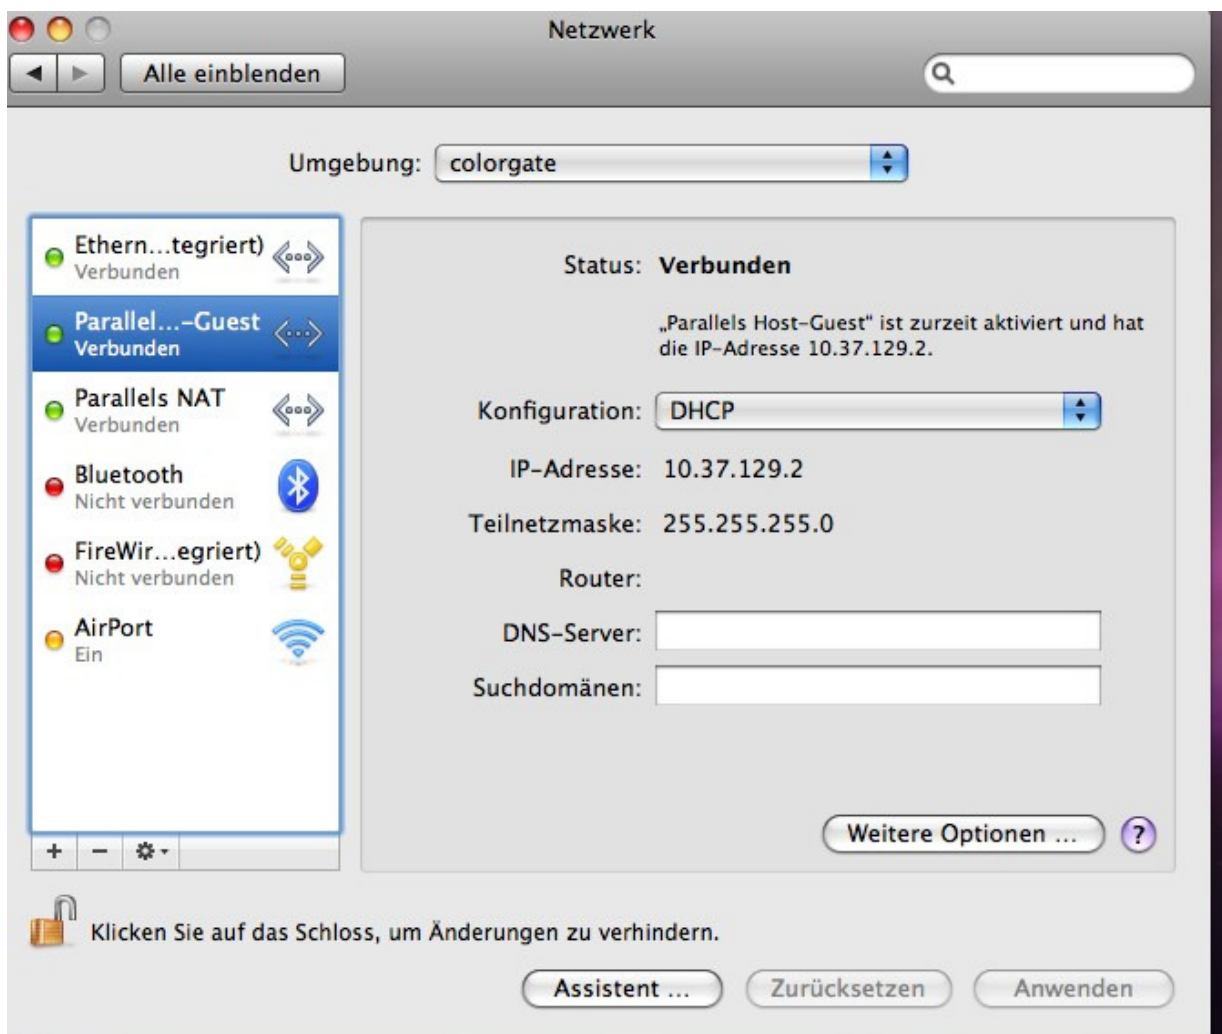 Netzwerk
Alle einblenden
Umgebung: colorgate
Ethern...tegriert)
Verbunden
Parallel...-Guest
Verbunden
Parallels NAT
Verbunden
Bluetooth
Nicht verbunden
FireWir...egriert)
Nicht verbunden
AirPort
Ein
Status: Verbunden
„Parallels Host-Guest“ ist zurzeit aktiviert und hat
die IP-Adresse 10.37.129.2.
Konfiguration: DHCP
IP-Adresse: 10.37.129.2
Teilnetzmaske: 255.255.255.0
Router:
DNS-Server:
Suchdomänen:
Weitere Optionen ... ?
Klicken Sie auf das Schloss, um Änderungen zu verhindern.
Assistent ... Zurücksetzen Anwenden